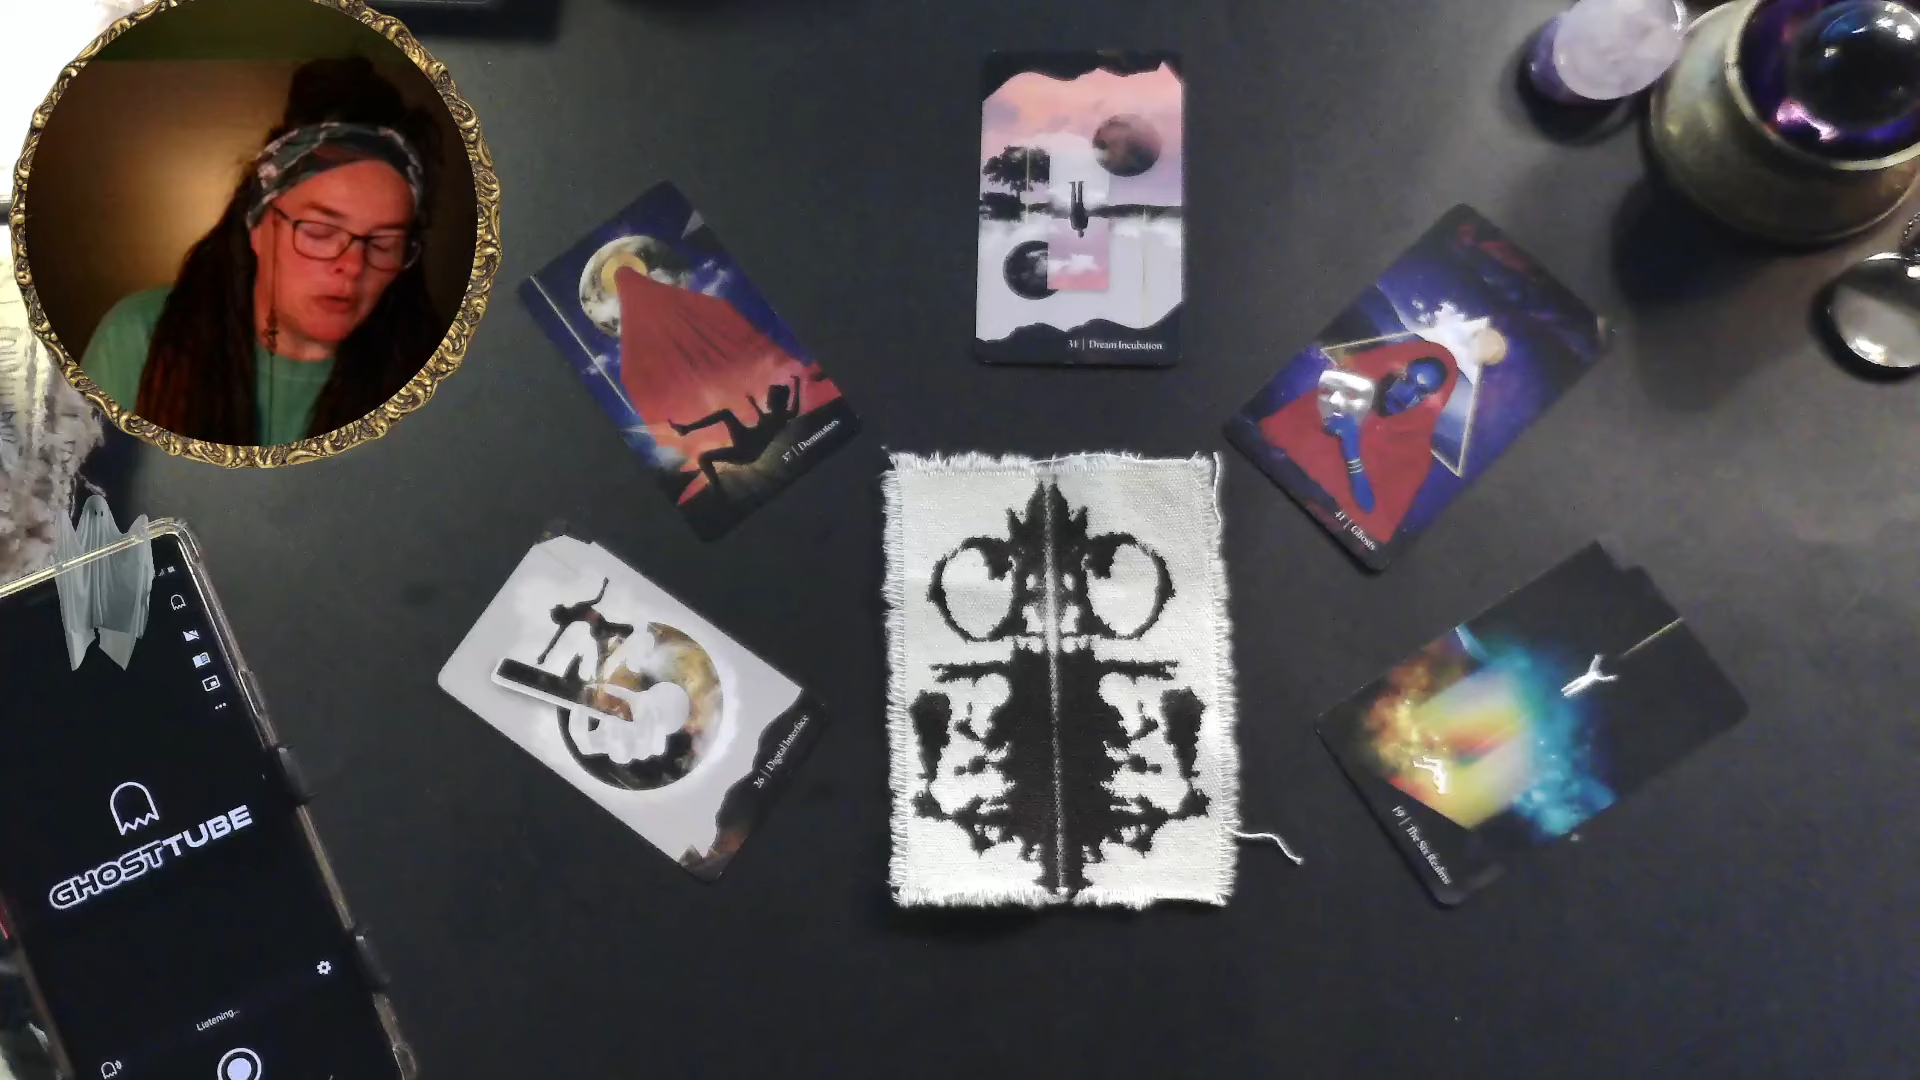 31 | Dream Incubation
37 | Dominators
41 | Ghosts
26 | Digital Interface
19 | The Six Realms
GHOSTTUBE
Listening...